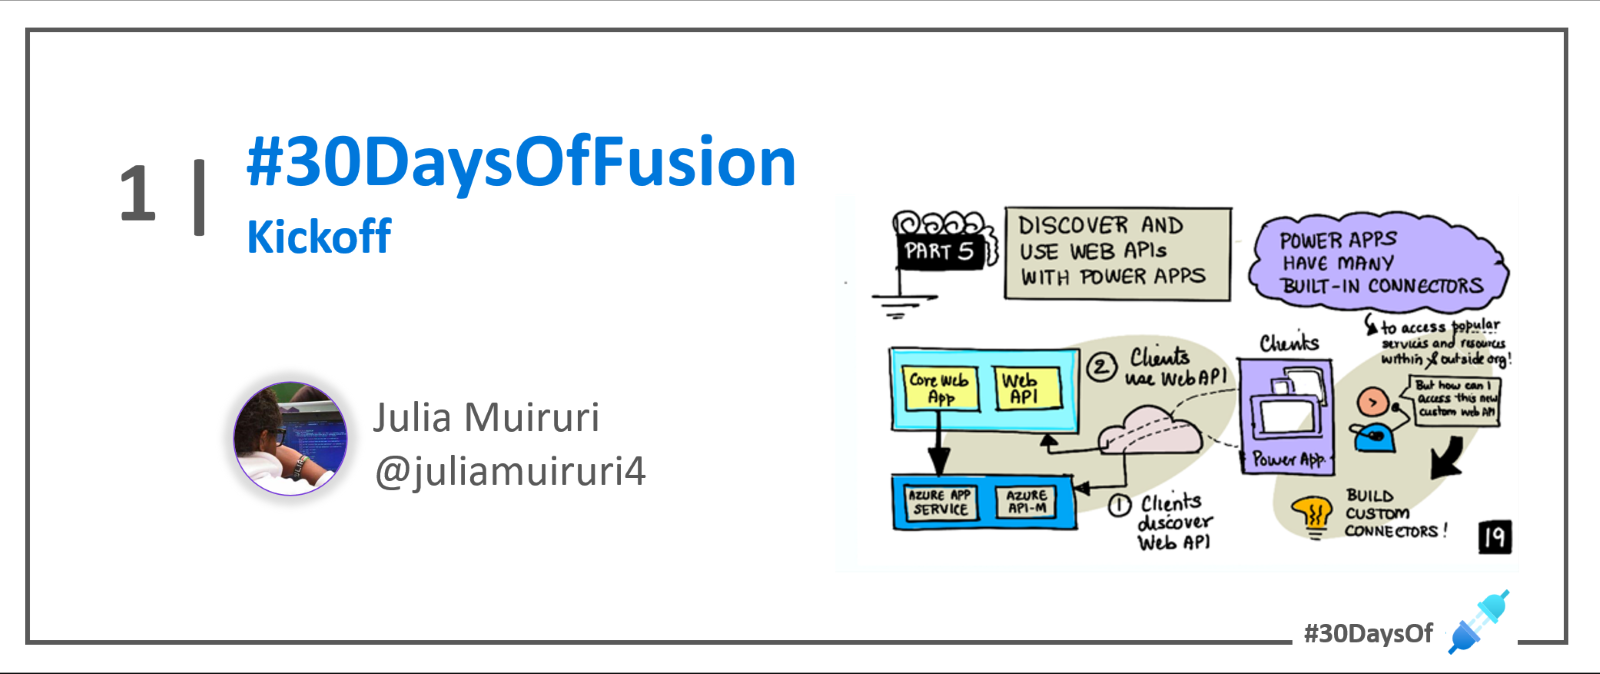 1 |
#30DaysOfFusion
Kickoff
Julia Muiruri
@juliamuiruri4
PART 5
DISCOVER AND
USE WEB APIs
WITH POWER APPS
POWER APPS
HAVE MANY
BUILT-IN CONNECTORS
to access popular
services and resources
within & outside org!
Core Web
App
Web
API
2 Clients
use Web API
Clients
Power App
But how can I
access this new
custom web API
AZURE APP
SERVICE
AZURE
API-M
1 Clients
discover
Web API
BUILD
CUSTOM
CONNECTORS!
19
#30DaysOf